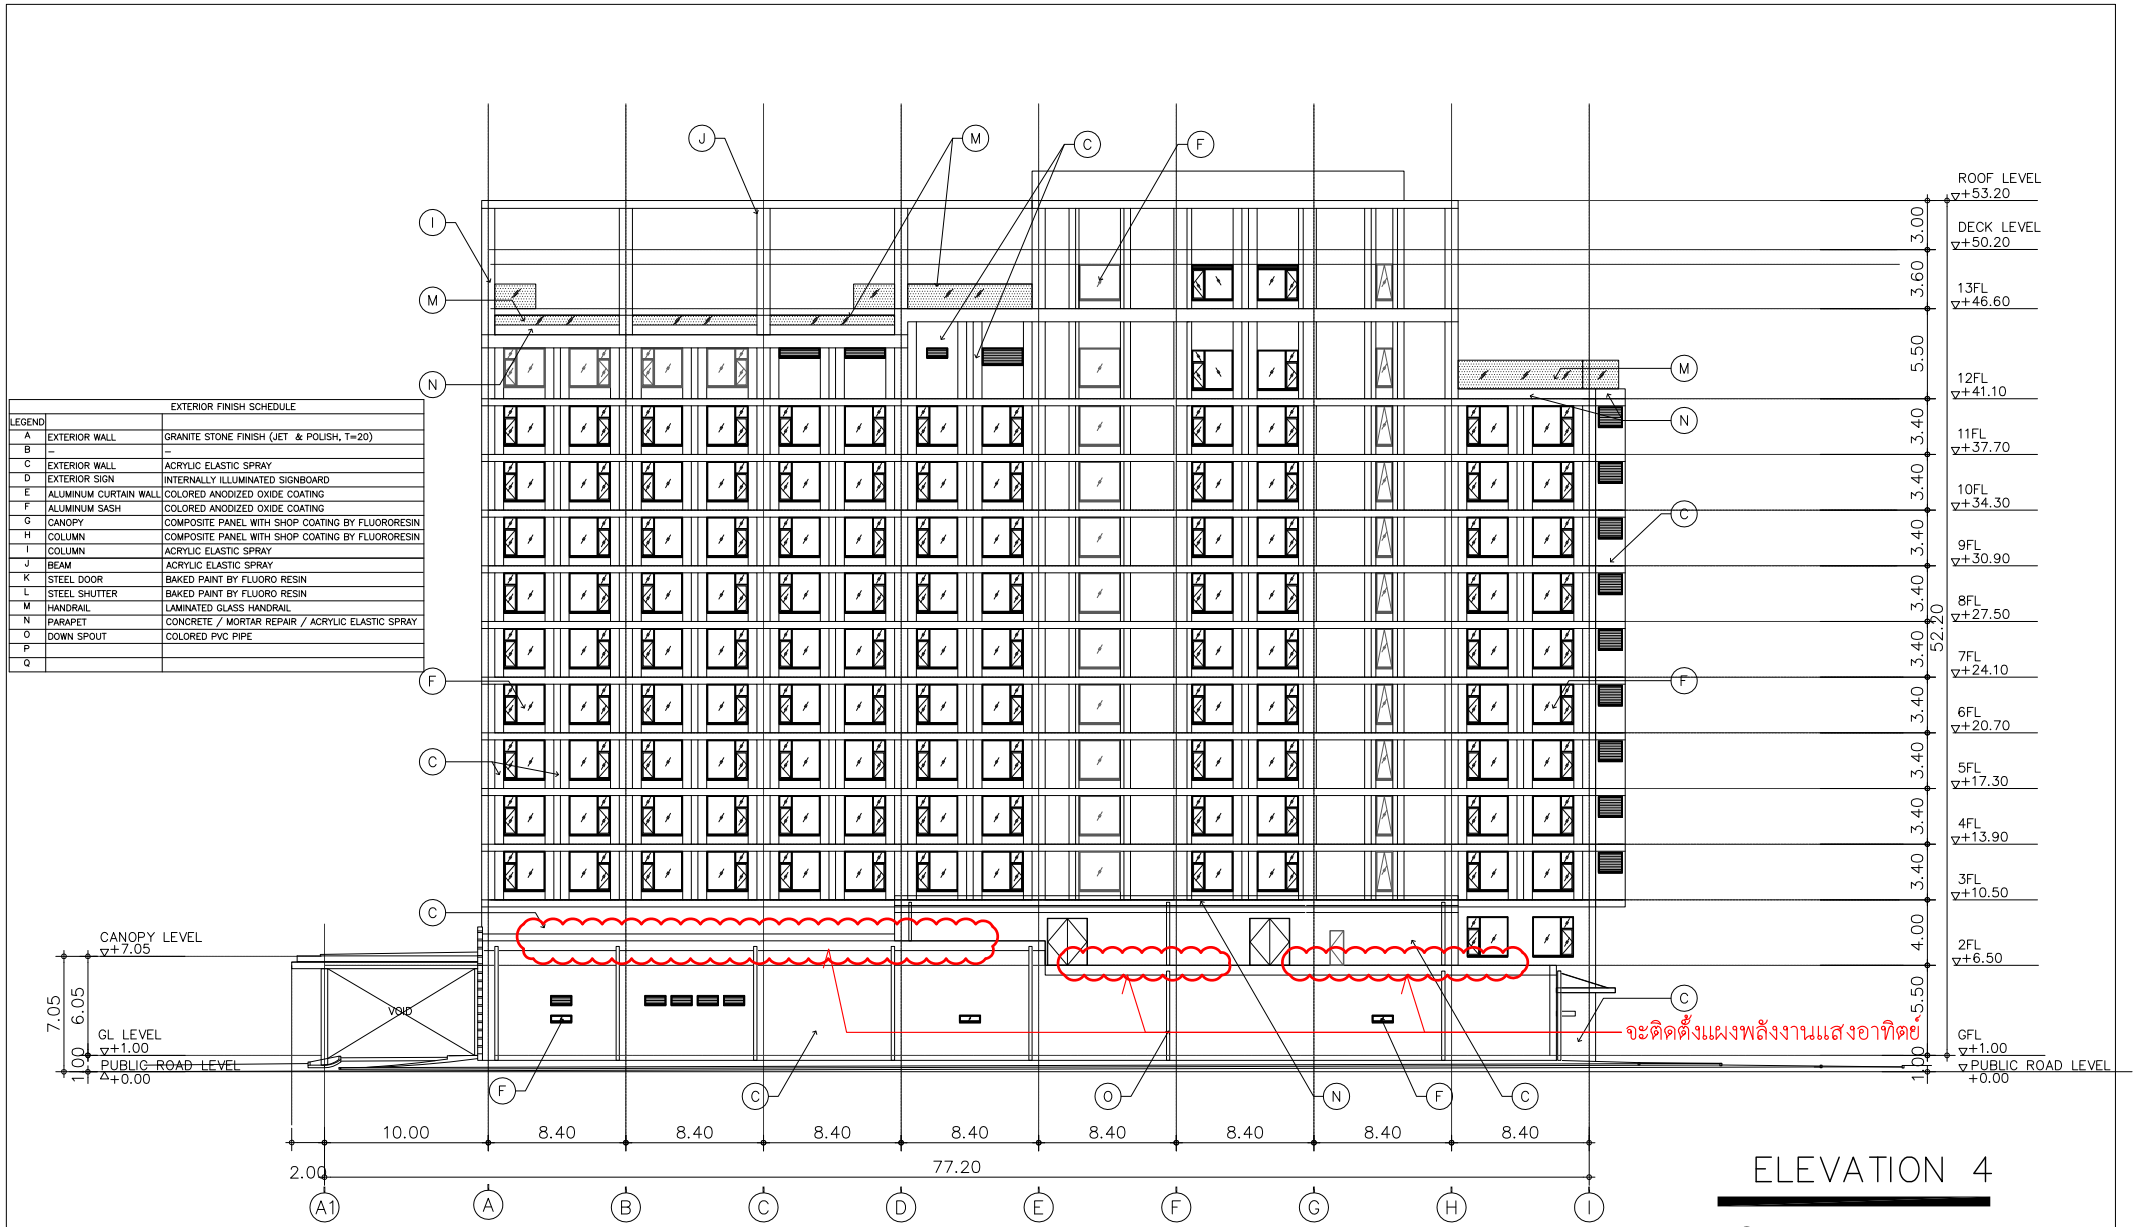 J
M
C
F
I
M
N
ROOF LEVEL
+53.20
3.00
DECK LEVEL
+50.20
3.60
13FL
+46.60
5.50
12FL
+41.10
3.40
11FL
+37.70
3.40
10FL
+34.30
3.40
9FL
+30.90
3.40
8FL
+27.50
52.20
3.40
7FL
+24.10
3.40
6FL
+20.70
3.40
5FL
+17.30
3.40
4FL
+13.90
3.40
3FL
+10.50
4.00
2FL
+6.50
5.50
GFL
+1.00
1.00
PUBLIC ROAD LEVEL
+0.00
M
N
C
F
C
EXTERIOR FINISH SCHEDULE
LEGEND
A EXTERIOR WALL GRANITE STONE FINISH (JET & POLISH, T=20)
B – –
C EXTERIOR WALL ACRYLIC ELASTIC SPRAY
D EXTERIOR SIGN INTERNALLY ILLUMINATED SIGNBOARD
E ALUMINUM CURTAIN WALL COLORED ANODIZED OXIDE COATING
F ALUMINUM SASH COLORED ANODIZED OXIDE COATING
G CANOPY COMPOSITE PANEL WITH SHOP COATING BY FLUORORESIN
H COLUMN COMPOSITE PANEL WITH SHOP COATING BY FLUORORESIN
I COLUMN ACRYLIC ELASTIC SPRAY
J BEAM ACRYLIC ELASTIC SPRAY
K STEEL DOOR BAKED PAINT BY FLUORO RESIN
L STEEL SHUTTER BAKED PAINT BY FLUORO RESIN
M HANDRAIL LAMINATED GLASS HANDRAIL
N PARAPET CONCRETE / MORTAR REPAIR / ACRYLIC ELASTIC SPRAY
O DOWN SPOUT COLORED PVC PIPE
P
Q
F
C
C
CANOPY LEVEL
+7.05
7.05
6.05
1.00
VOID
GL LEVEL
+1.00
PUBLIC ROAD LEVEL
+0.00
จะติดตั้งแผงพลังงานแสงอาทิตย์
F
C
O
N
F
C
10.00 8.40 8.40 8.40 8.40 8.40 8.40 8.40 8.40
2.00
77.20
A1 A B C D E F G H I
ELEVATION 4